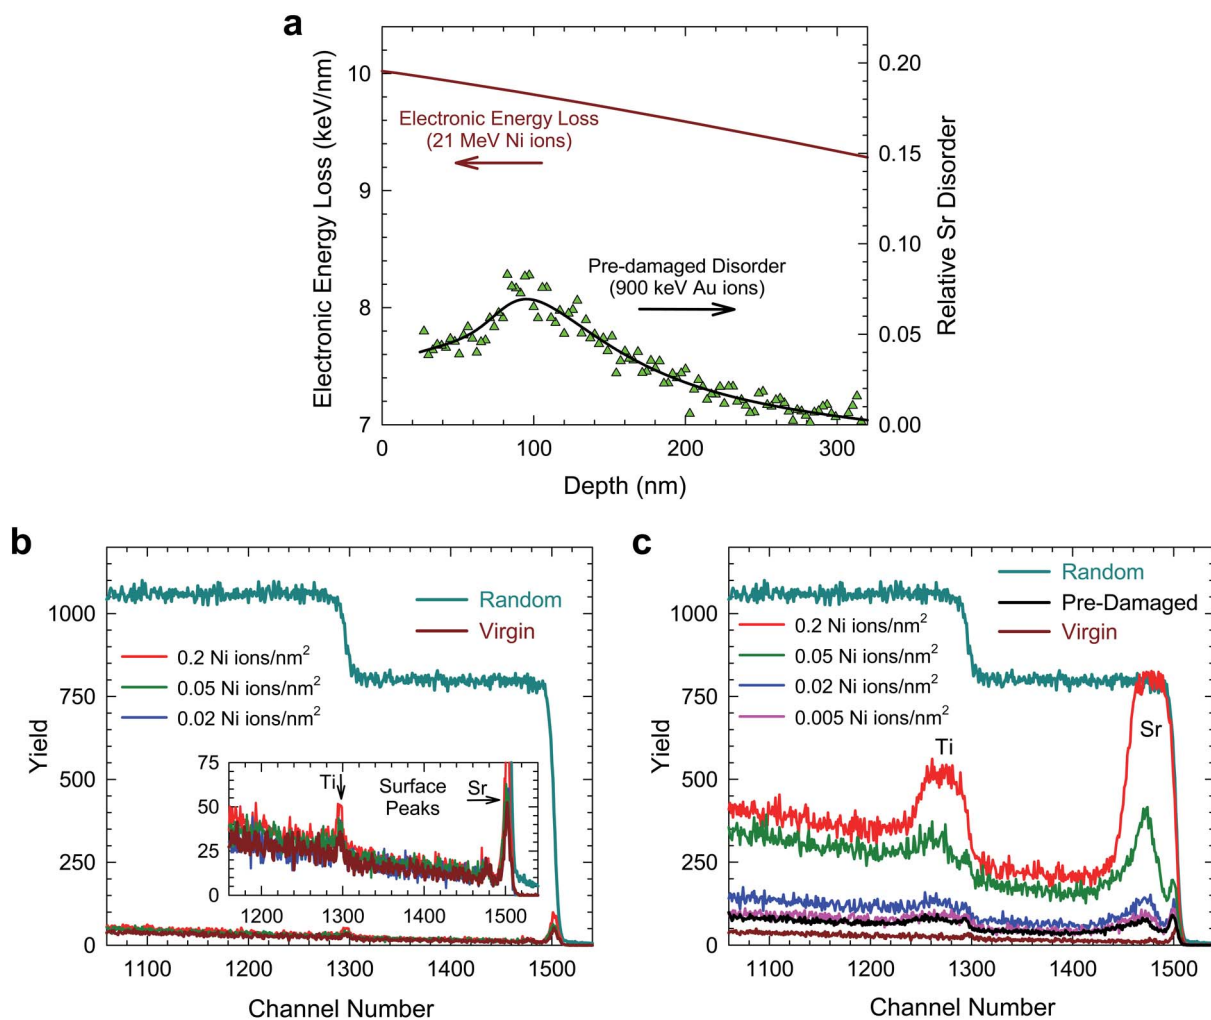 a
Electronic Energy Loss (keV/nm)
10
9
8
7
Electronic Energy Loss
(21 MeV Ni ions)
Pre-damaged Disorder
(900 keV Au ions)
0.20
0.15
0.10
0.05
0.00
Relative Sr Disorder
0
100
200
300
Depth (nm)
b
Yield
1000
750
500
250
0
Random
Virgin
0.2 Ni ions/nm²
0.05 Ni ions/nm²
0.02 Ni ions/nm²
75
50
25
0
Ti
Surface
Peaks
Sr
1200
1300
1400
1500
1100
1200
1300
1400
1500
Channel Number
c
Yield
1000
750
500
250
0
Random
Pre-Damaged
Virgin
0.2 Ni ions/nm²
0.05 Ni ions/nm²
0.02 Ni ions/nm²
0.005 Ni ions/nm²
Ti
Sr
1100
1200
1300
1400
1500
Channel Number